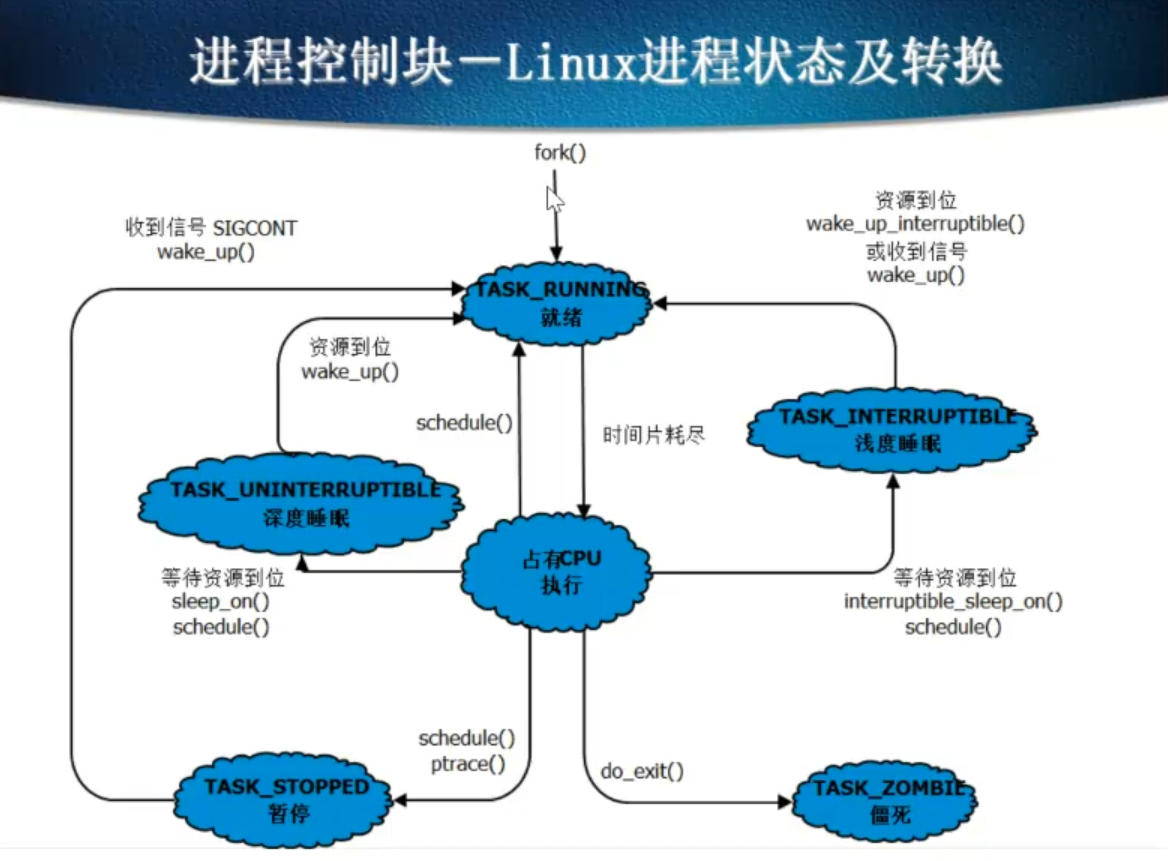 进程控制块－Linux进程状态及转换
fork()
收到信号 SIGCONT
wake_up()
资源到位
wake_up_interruptible()
或收到信号
wake_up()
TASK_RUNNING
就绪
资源到位
wake_up()
schedule()
时间片耗尽
TASK_INTERRUPTIBLE
浅度睡眠
TASK_UNINTERRUPTIBLE
深度睡眠
占有CPU
执行
等待资源到位
sleep_on()
schedule()
等待资源到位
interruptible_sleep_on()
schedule()
schedule()
ptrace()
do_exit()
TASK_STOPPED
暂停
TASK_ZOMBIE
僵死